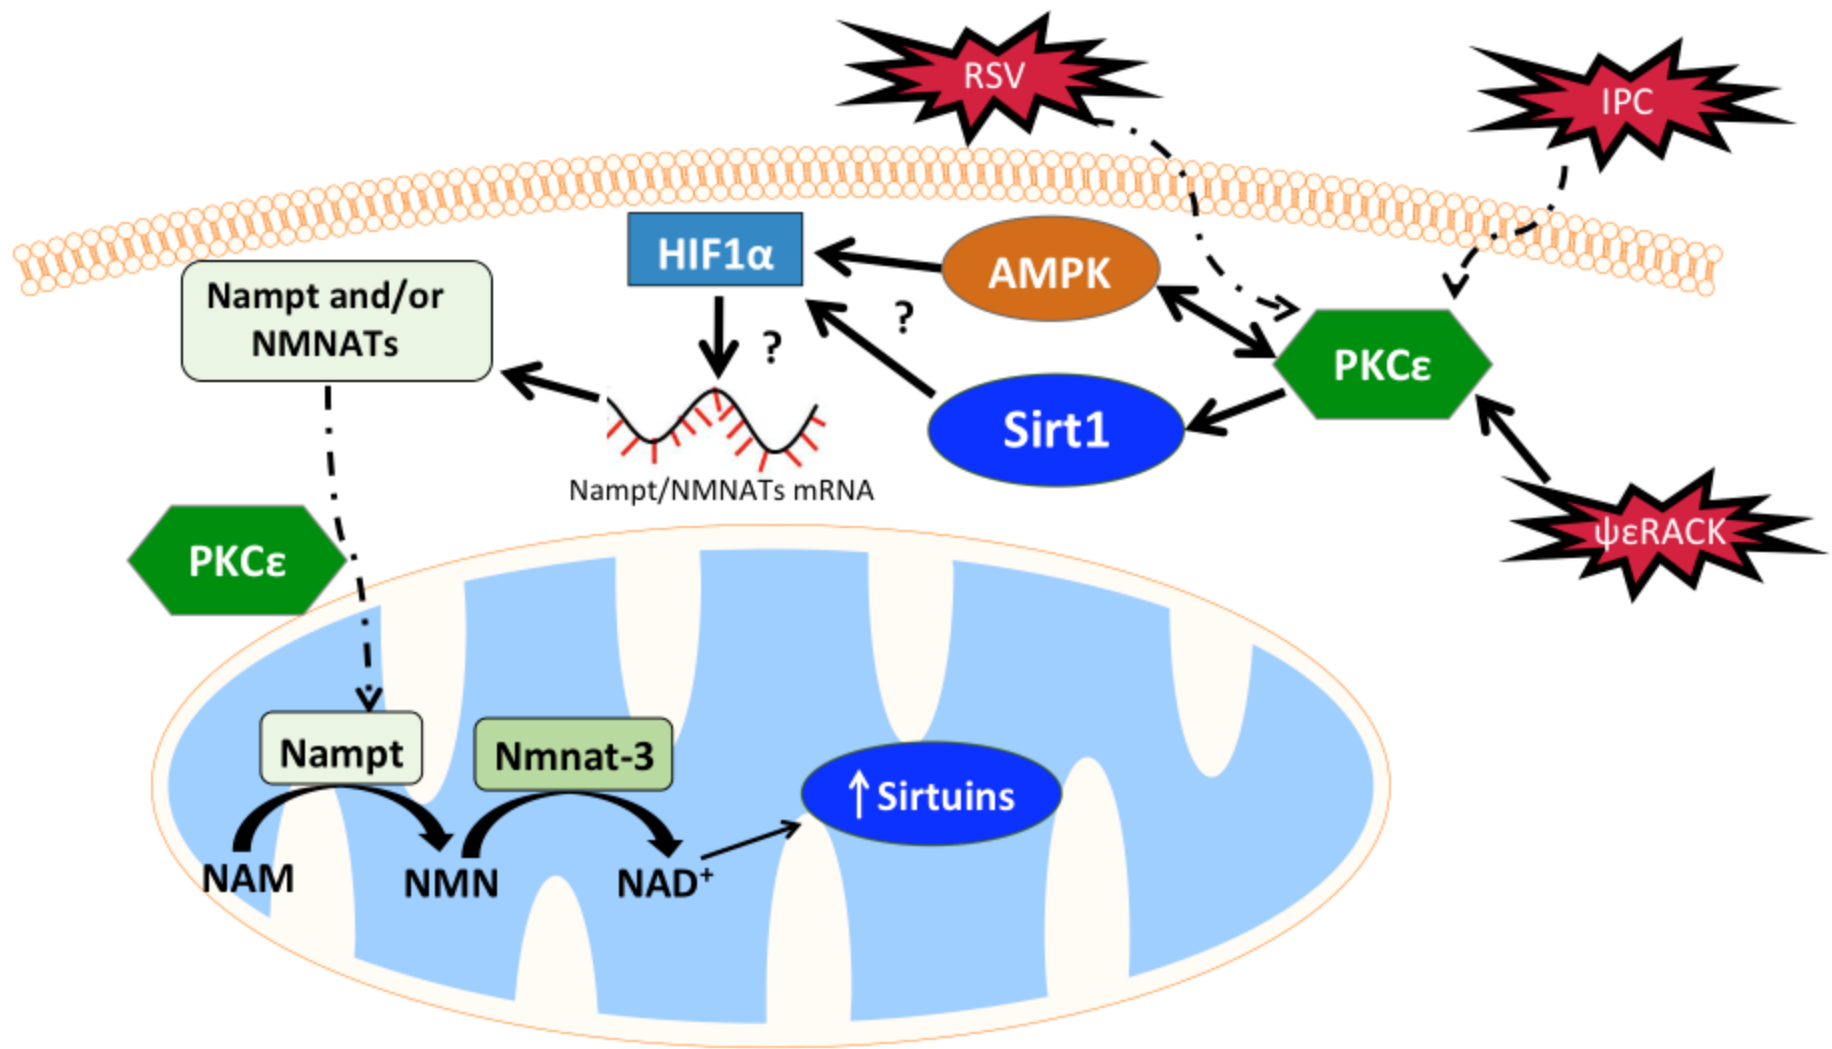 RSV
IPC
HIF1α
AMPK
Nampt and/or
NMNATs
?
?
PKCε
Sirt1
Nampt/NMNATs mRNA
ψεRACK
PKCε
Nampt
Nmnat-3
↑ Sirtuins
NAM
NMN
NAD⁺